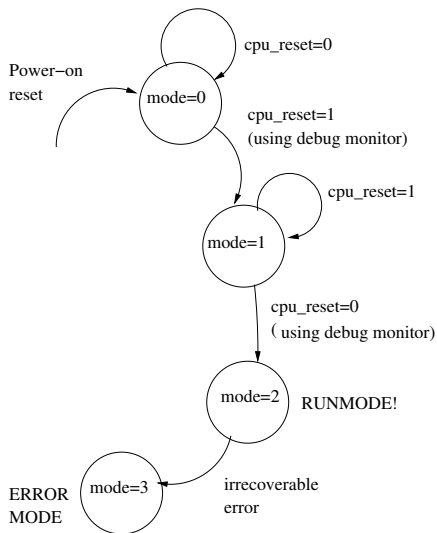 cpu_reset=0
Power-on
reset
mode=0
cpu_reset=1
(using debug monitor)
cpu_reset=1
mode=1
cpu_reset=0
( using debug monitor)
mode=2
RUNMODE!
mode=3
irrecoverable
error
ERROR
MODE